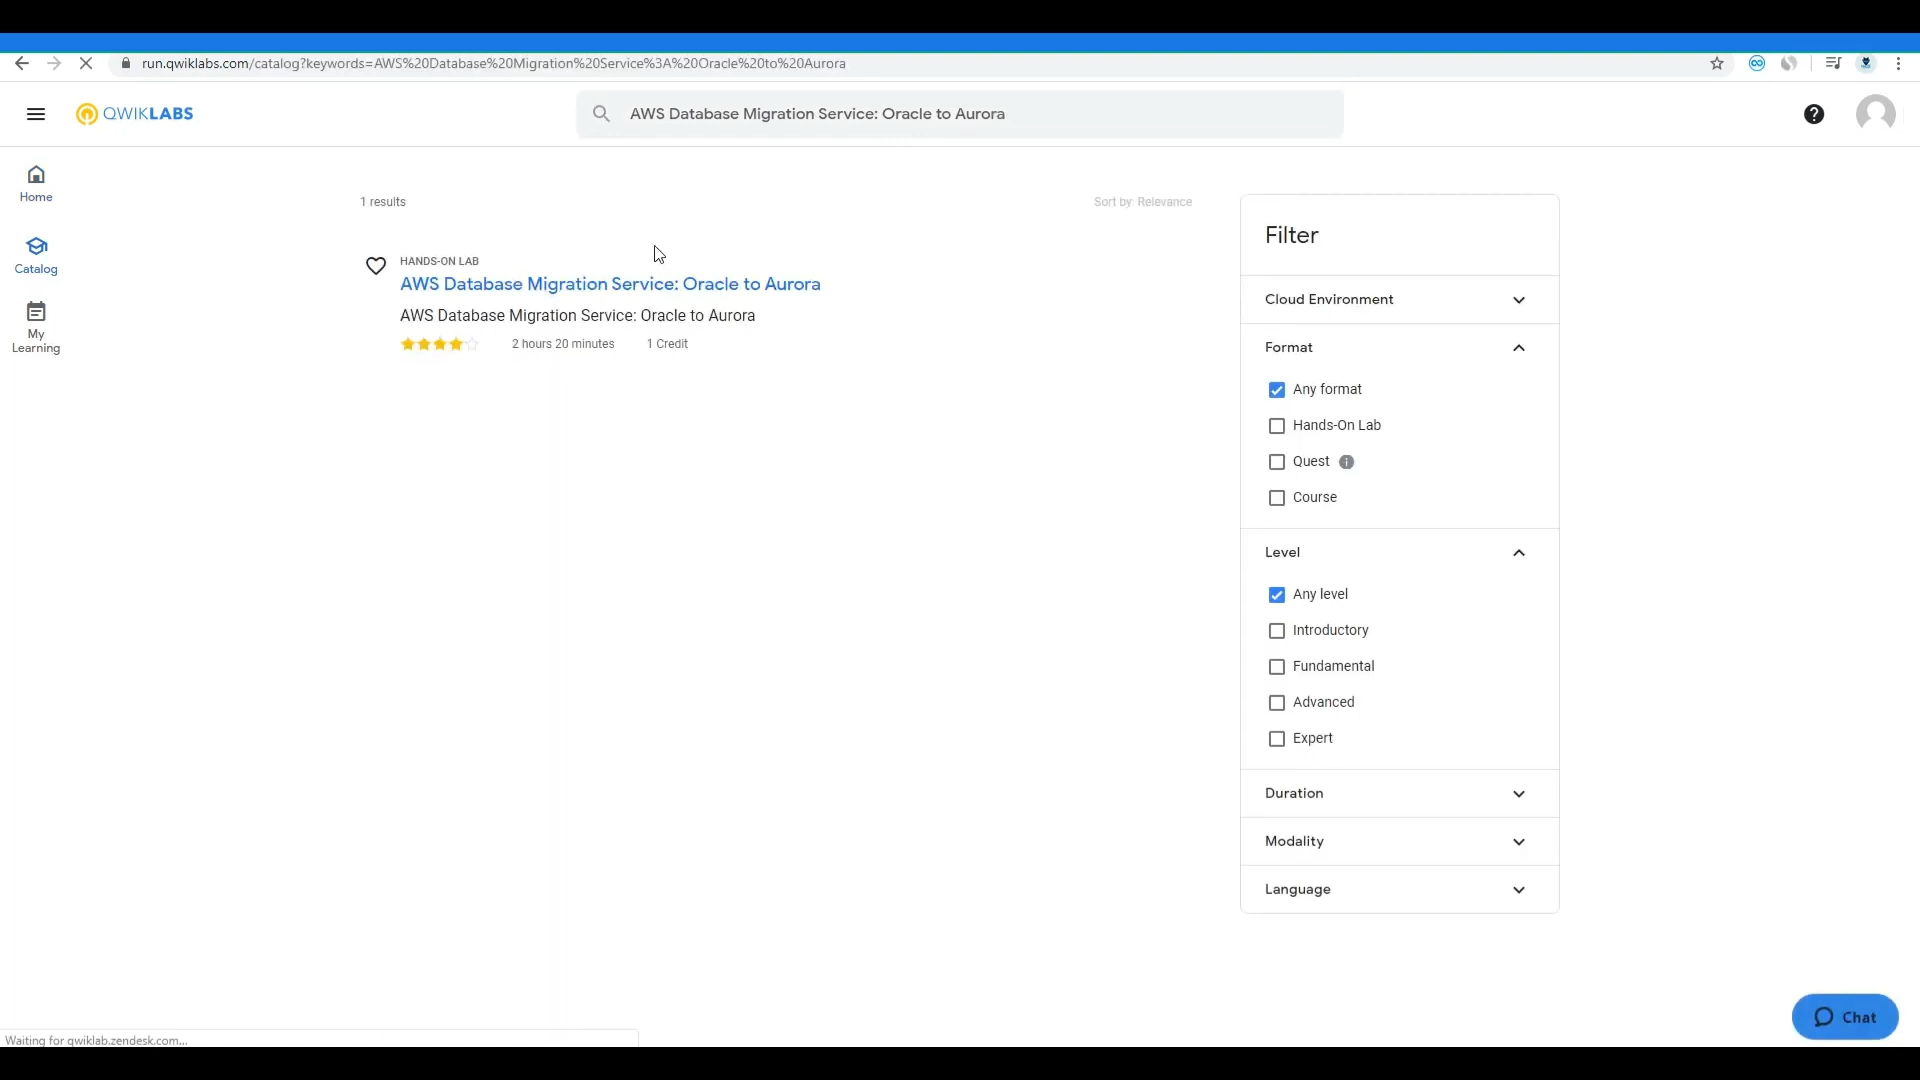 run.qwiklabs.com/catalog?keywords=AWS%20Database%20Migration%20Service%3A%20Oracle%20to%20Aurora
QWIKLABS
AWS Database Migration Service: Oracle to Aurora
Home
Catalog
My
Learning
1 results
Sort by: Relevance
HANDS-ON LAB
AWS Database Migration Service: Oracle to Aurora
AWS Database Migration Service: Oracle to Aurora
2 hours 20 minutes 1 Credit
Filter
Cloud Environment
Format
Any format
Hands-On Lab
Quest
Course
Level
Any level
Introductory
Fundamental
Advanced
Expert
Duration
Modality
Language
Chat
Waiting for qwiklab.zendesk.com...